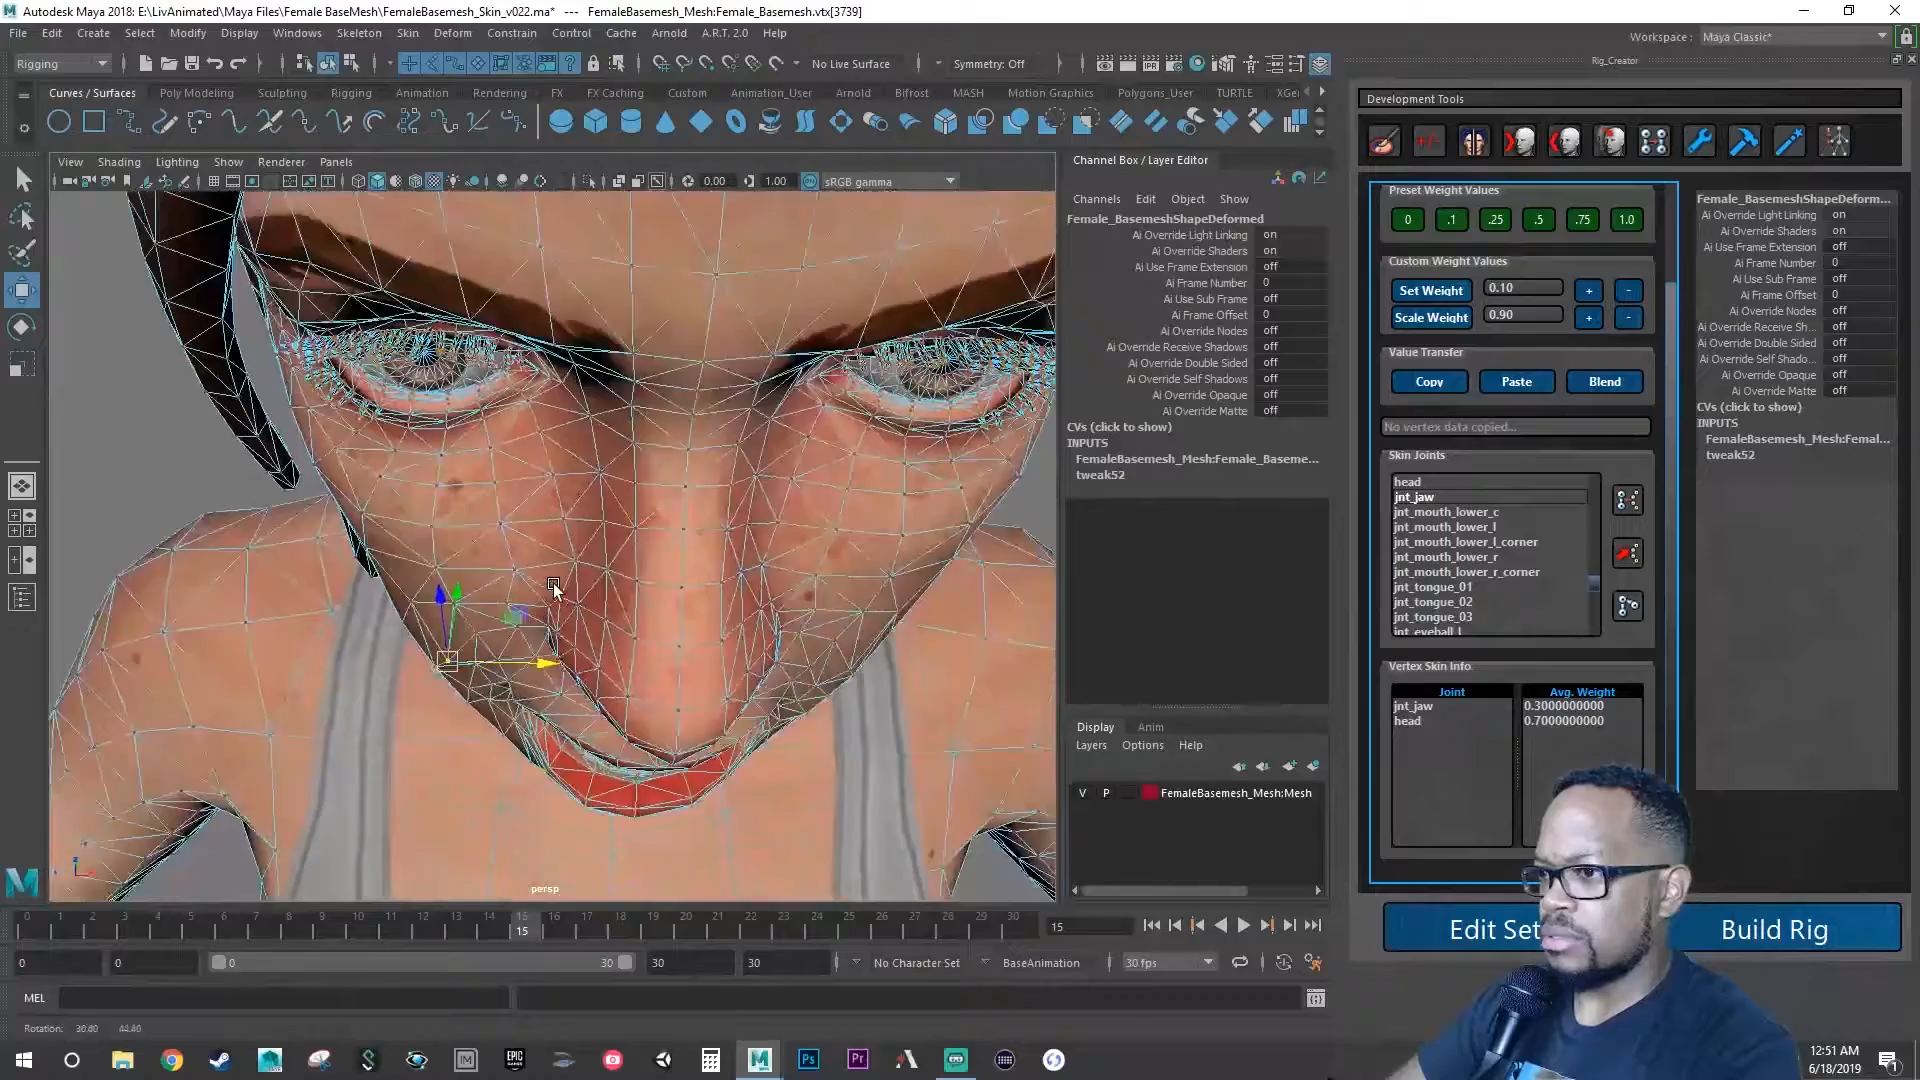 Autodesk Maya 2018: E:\LivAnimated\Maya Files\Female BaseMesh\FemaleBasemesh_Skin_v022.ma* --- FemaleBasemesh_Mesh:Female_Basemesh.vtx[3739]
File Edit Create Select Modify Display Windows Skeleton Skin Deform Constrain Control Cache Arnold A.R.T. 2.0 Help
Workspace : Maya Classic*
Rigging No Live Surface Symmetry: Off
Rig_Creator
Curves / Surfaces Poly Modeling Sculpting Rigging Animation Rendering FX FX Caching Custom Animation_User Arnold Bifrost MASH Motion Graphics Polygons_User TURTLE XGe
Development Tools
View Shading Lighting Show Renderer Panels
0.00 1.00 sRGB gamma
persp
Channel Box / Layer Editor
Channels Edit Object Show
Female_BasemeshShapeDeformed
Ai Override Light Linking on
Ai Override Shaders on
Ai Use Frame Extension off
Ai Frame Number 0
Ai Use Sub Frame off
Ai Frame Offset 0
Ai Override Nodes off
Ai Override Receive Shadows off
Ai Override Double Sided off
Ai Override Self Shadows off
Ai Override Opaque off
Ai Override Matte off
CVs (click to show)
INPUTS
FemaleBasemesh_Mesh:Female_Baseme...
tweak52
Display Anim
Layers Options Help
V P FemaleBasemesh_Mesh:Mesh
Preset Weight Values
0 .1 .25 .5 .75 1.0
Custom Weight Values
Set Weight 0.10 + -
Scale Weight 0.90 + -
Value Transfer
Copy Paste Blend
No vertex data copied...
Skin Joints
head
jnt_jaw
jnt_mouth_lower_c
jnt_mouth_lower_l
jnt_mouth_lower_l_corner
jnt_mouth_lower_r
jnt_mouth_lower_r_corner
jnt_tongue_01
jnt_tongue_02
jnt_tongue_03
jnt_eyeball_l
Vertex Skin Info
Joint Avg. Weight
jnt_jaw 0.3000000000
head 0.7000000000
Female_BasemeshShapeDeform...
Ai Override Light Linking on
Ai Override Shaders on
Ai Use Frame Extension off
Ai Frame Number 0
Ai Use Sub Frame off
Ai Frame Offset 0
Ai Override Nodes off
Ai Override Receive Sh... off
Ai Override Double Sided off
Ai Override Self Shado... off
Ai Override Opaque off
Ai Override Matte off
CVs (click to show)
INPUTS
FemaleBasemesh_Mesh:Femal...
tweak52
Edit Set
Build Rig
0 1 2 3 4 5 6 7 8 9 10 11 12 13 14 15 16 17 18 19 20 21 22 23 24 25 26 27 28 29 30
15
15
0 0 0 30 30 30 No Character Set BaseAnimation 30 fps
MEL
Rotation: 30.80 44.40
12:51 AM
6/18/2019